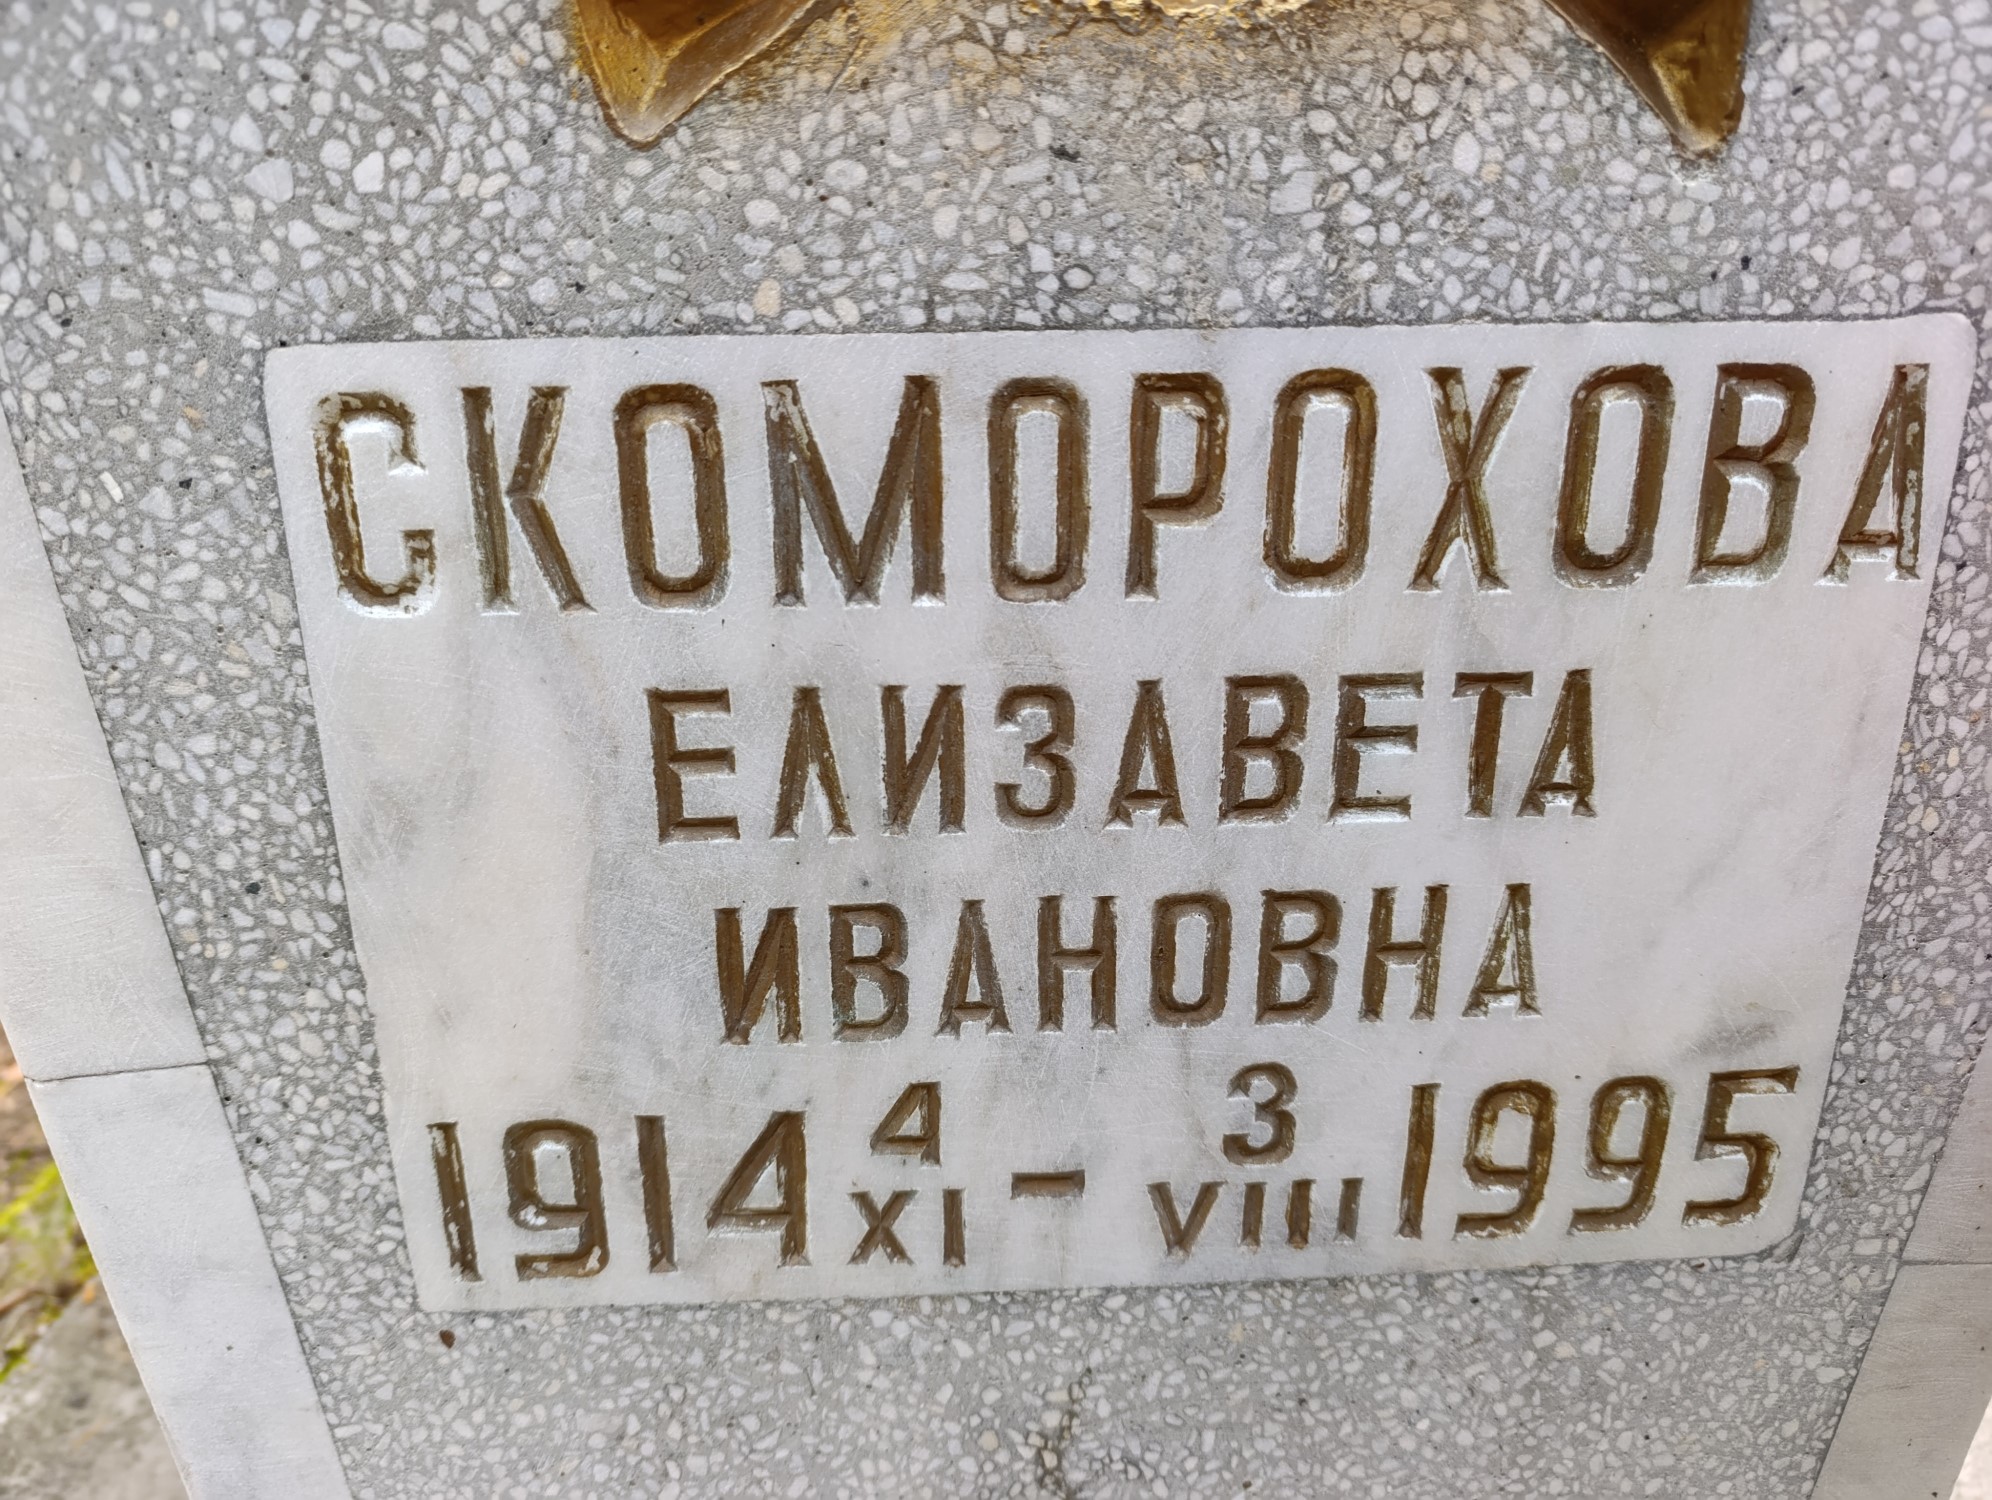 СКОМОРОХОВА
ЕЛИЗАВЕТА
ИВАНОВНА
1914 4/XI - 3/VIII 1995